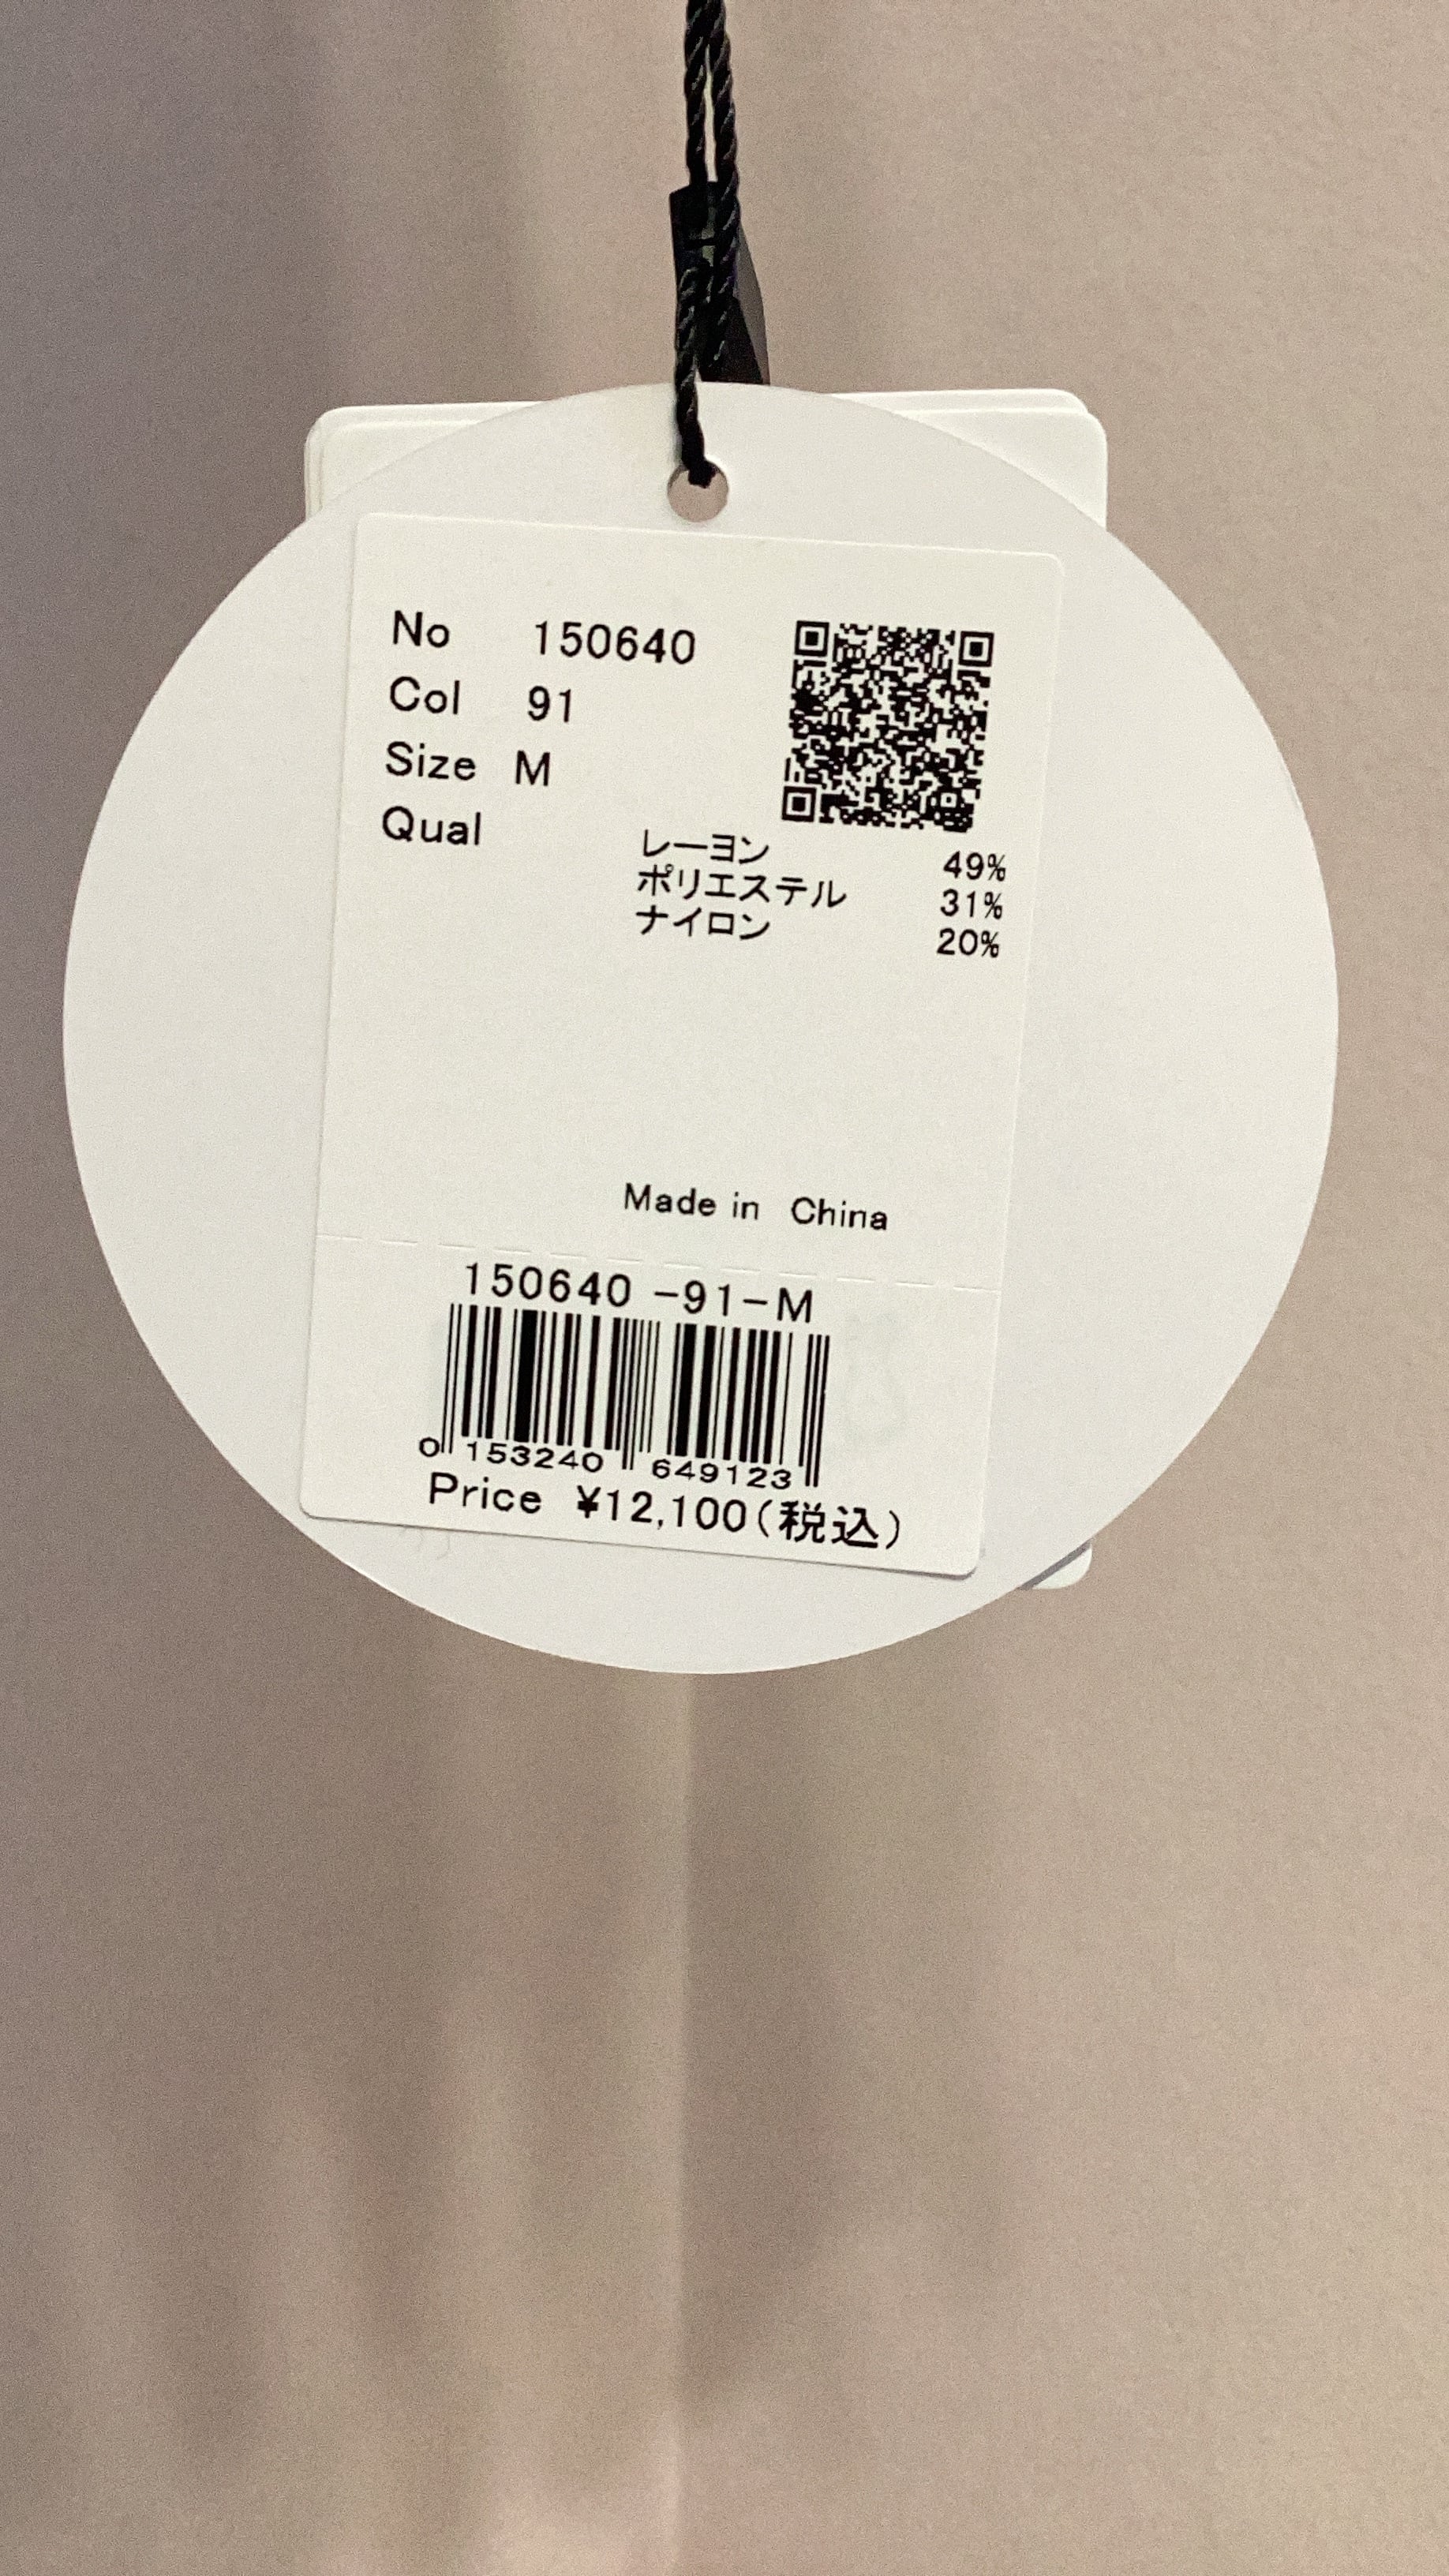 No 150640
Col 91
Size M
Qual
レーヨン 49%
ポリエステル 31%
ナイロン 20%
Made in China
150640 -91-M
0 153240 649123
Price ¥12,100(税込)